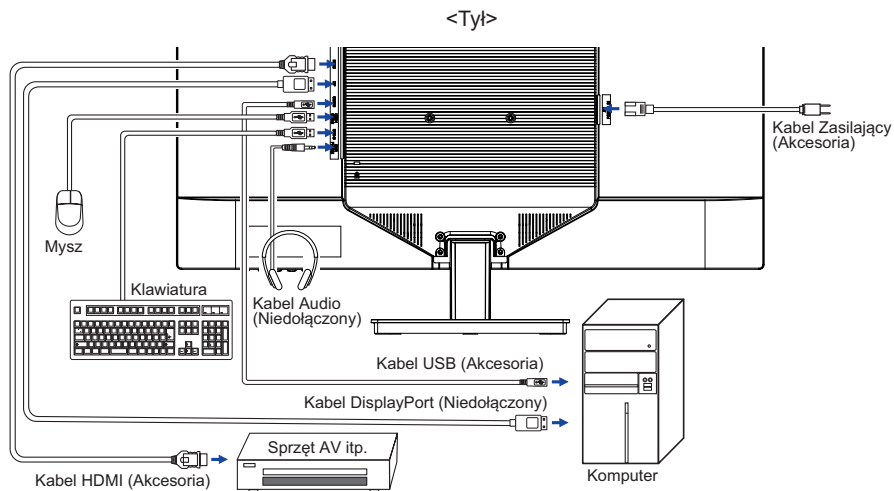 <Tył>
Kabel Zasilający
(Akcesoria)
Mysz
Klawiatura
Kabel Audio
(Niedołączony)
Kabel USB (Akcesoria)
Kabel DisplayPort (Niedołączony)
Sprzęt AV itp.
Kabel HDMI (Akcesoria)
Komputer